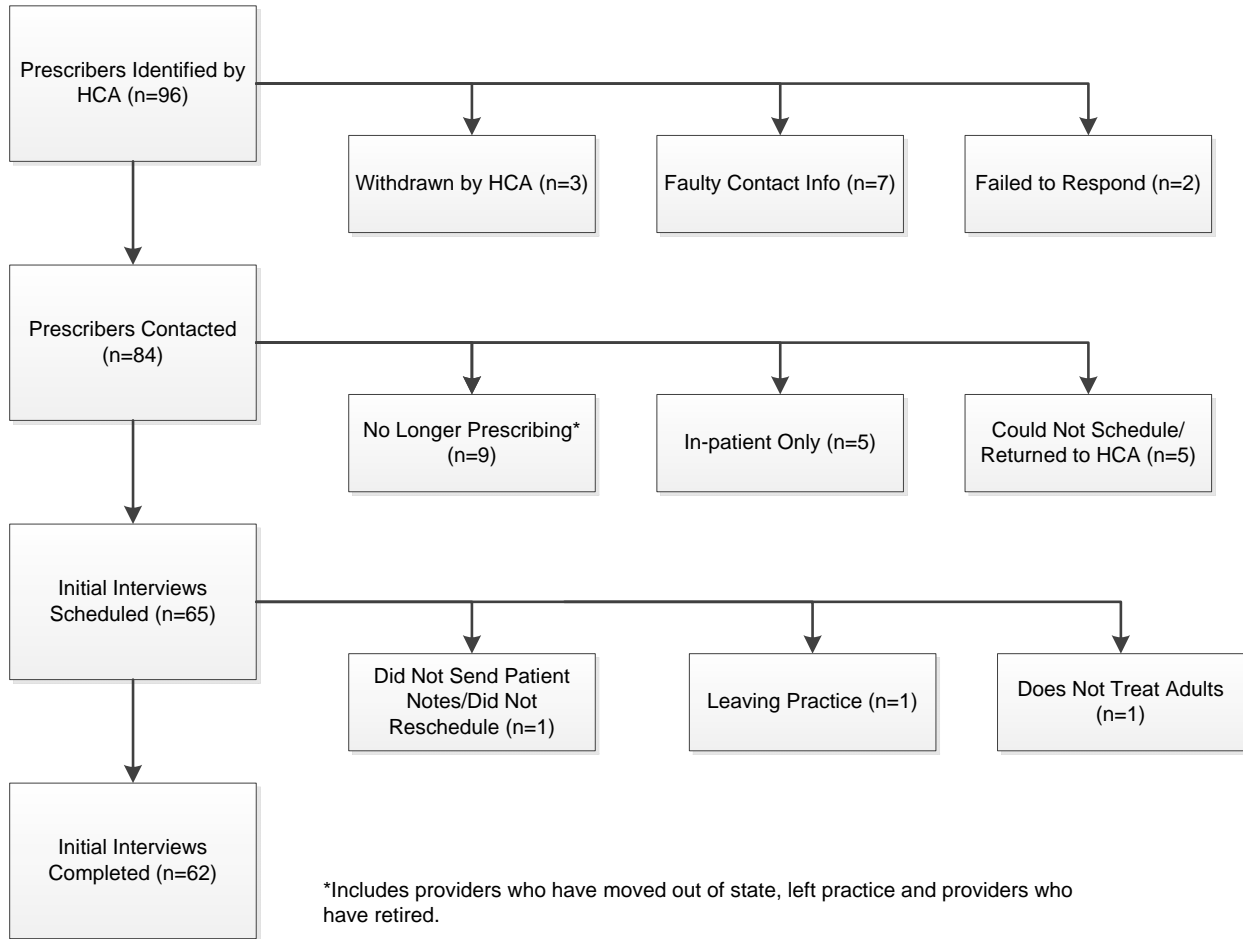 Prescribers Identified by
HCA (n=96)
Withdrawn by HCA (n=3)
Faulty Contact Info (n=7)
Failed to Respond (n=2)
Prescribers Contacted
(n=84)
No Longer Prescribing*
(n=9)
In-patient Only (n=5)
Could Not Schedule/
Returned to HCA (n=5)
Initial Interviews
Scheduled (n=65)
Did Not Send Patient
Notes/Did Not
Reschedule (n=1)
Leaving Practice (n=1)
Does Not Treat Adults
(n=1)
Initial Interviews
Completed (n=62)
*Includes providers who have moved out of state, left practice and providers who
have retired.